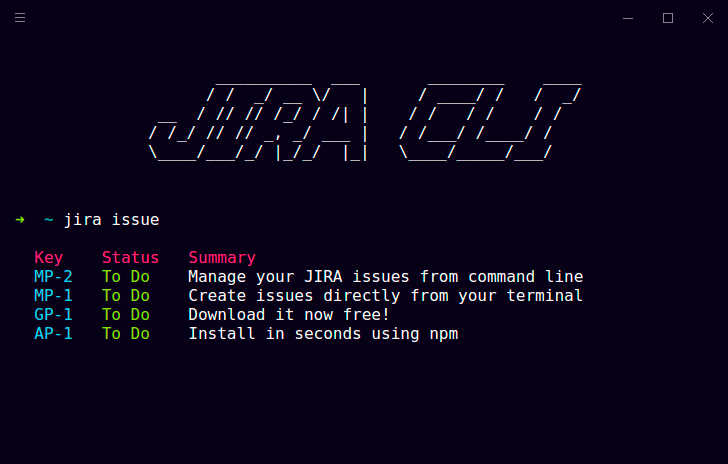 JIRA CLI
➜ ~ jira issue
Key Status Summary
MP-2 To Do Manage your JIRA issues from command line
MP-1 To Do Create issues directly from your terminal
GP-1 To Do Download it now free!
AP-1 To Do Install in seconds using npm